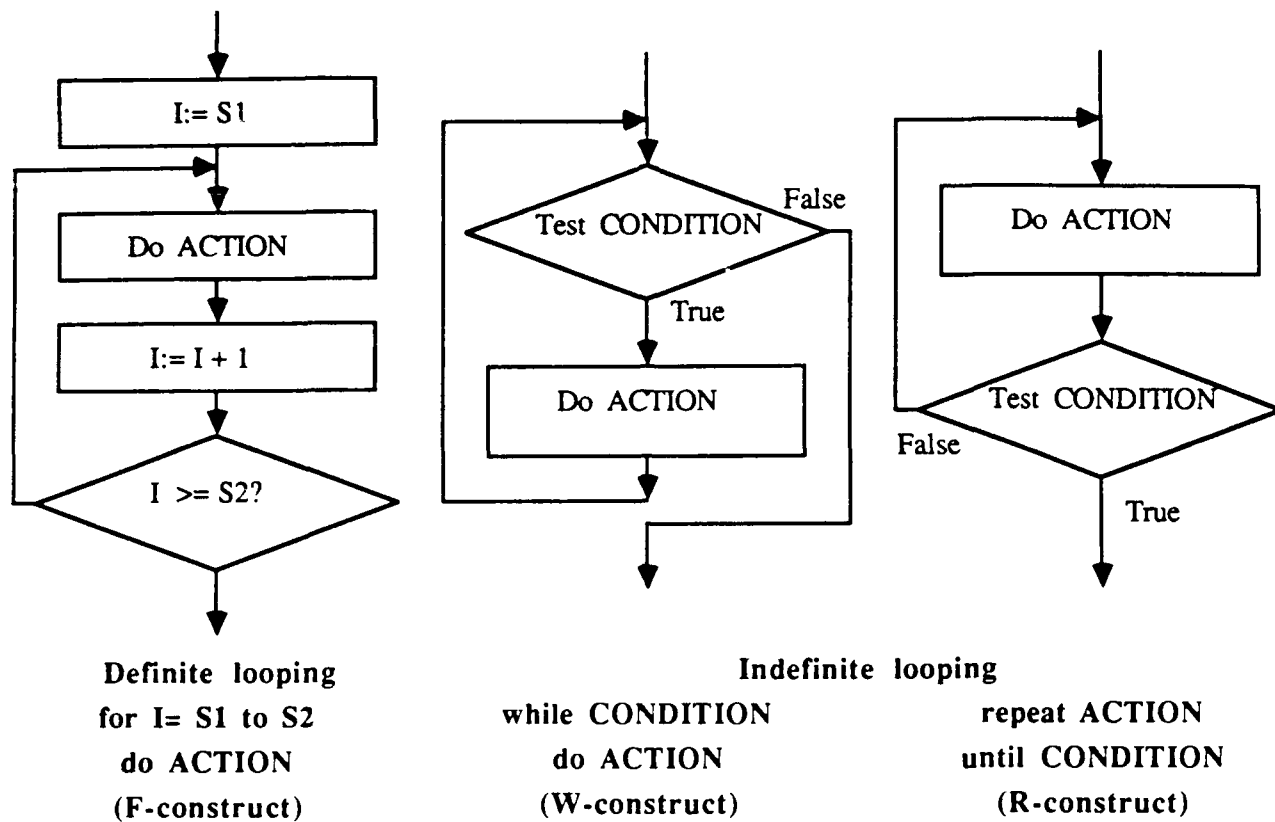 I:= S1
Do ACTION
I:= I + 1
I >= S2?
Definite looping
for I= S1 to S2
do ACTION
(F-construct)
Test CONDITION
False
True
Do ACTION
Do ACTION
Test CONDITION
False
True
Indefinite looping
while CONDITION
do ACTION
(W-construct)
repeat ACTION
until CONDITION
(R-construct)